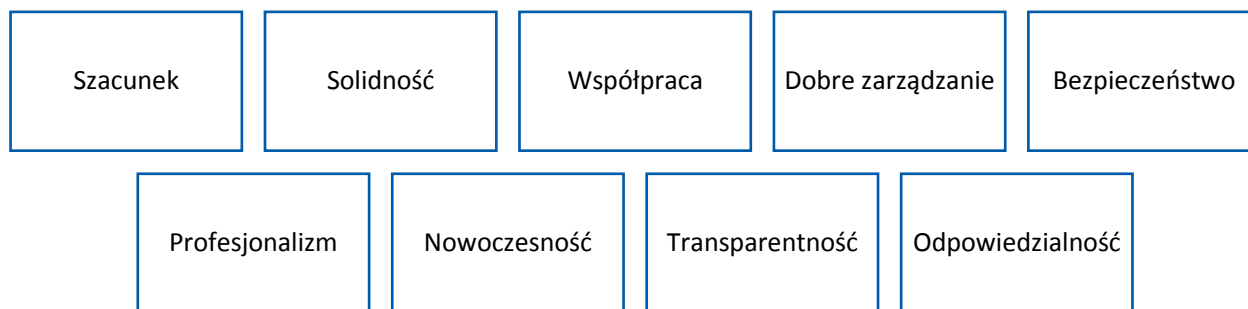 Szacunek
Solidność
Współpraca
Dobre zarządzanie
Bezpieczeństwo
Profesjonalizm
Nowoczesność
Transparentność
Odpowiedzialność